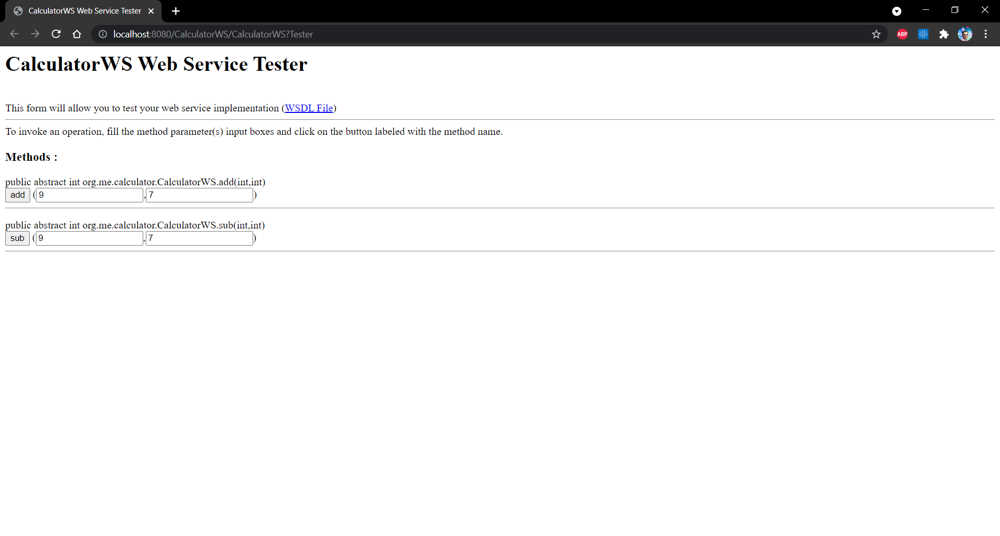 CalculatorWS Web Service Tester
localhost:8080/CalculatorWS/CalculatorWS?Tester
ABP
CalculatorWS Web Service Tester
This form will allow you to test your web service implementation (WSDL File)
To invoke an operation, fill the method parameter(s) input boxes and click on the button labeled with the method name.
Methods :
public abstract int org.me.calculator.CalculatorWS.add(int,int)
add (9,7)
public abstract int org.me.calculator.CalculatorWS.sub(int,int)
sub (9,7)